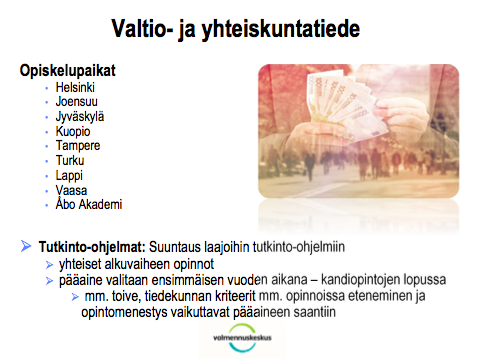 Valtio- ja yhteiskuntatiede
Opiskelupaikat
Helsinki
Joensuu
Jyväskylä
Kuopio
Tampere
Turku
Lappi
Vaasa
Åbo Akademi
Tutkinto-ohjelmat: Suuntaus laajoihin tutkinto-ohjelmiin
yhteiset alkuvaiheen opinnot
pääaine valitaan ensimmäisen vuoden aikana – kandiopintojen lopussa
mm. toive, tiedekunnan kriteerit mm. opinnoissa eteneminen ja
opintomenestys vaikuttavat pääaineen saantiin
valmennuskeskus